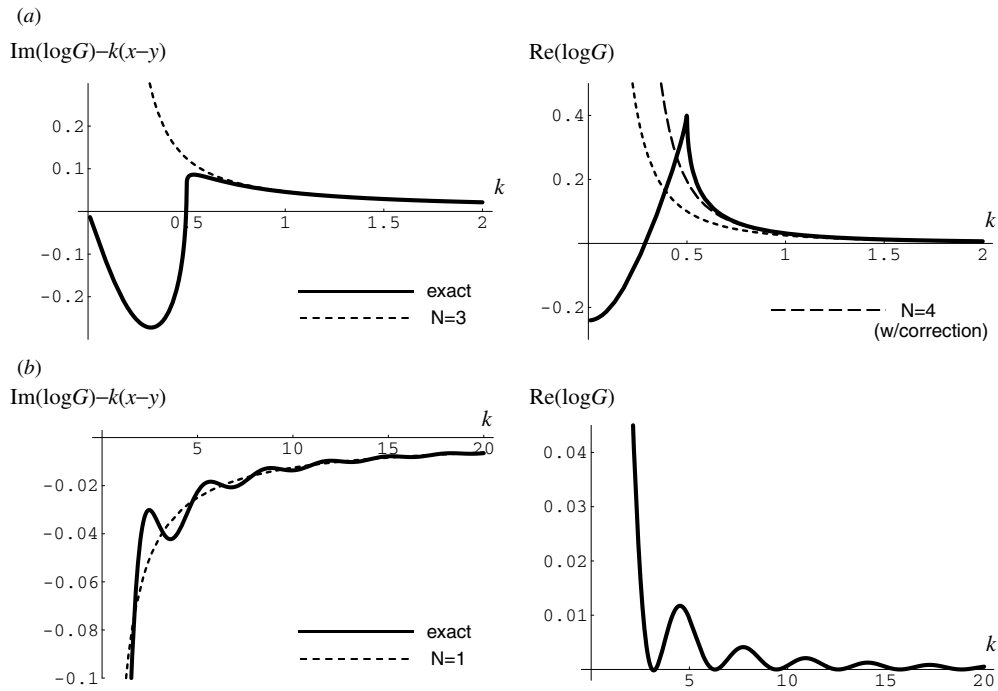 (a)
Im(logG)–k(x–y)
0.2
0.1
-0.1
-0.2
0.5
1
1.5
2
k
exact
N=3
Re(logG)
0.4
0.2
-0.2
0.5
1
1.5
2
k
N=4
(w/correction)
(b)
Im(logG)–k(x–y)
k
5
10
15
20
-0.02
-0.04
-0.06
-0.08
-0.1
exact
N=1
Re(logG)
0.04
0.03
0.02
0.01
5
10
15
20
k